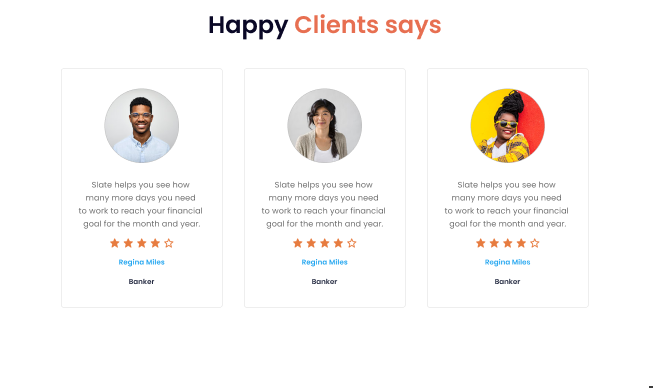 Happy Clients says
Slate helps you see how
many more days you need
to work to reach your financial
goal for the month and year.
Regina Miles
Banker
Slate helps you see how
many more days you need
to work to reach your financial
goal for the month and year.
Regina Miles
Banker
Slate helps you see how
many more days you need
to work to reach your financial
goal for the month and year.
Regina Miles
Banker